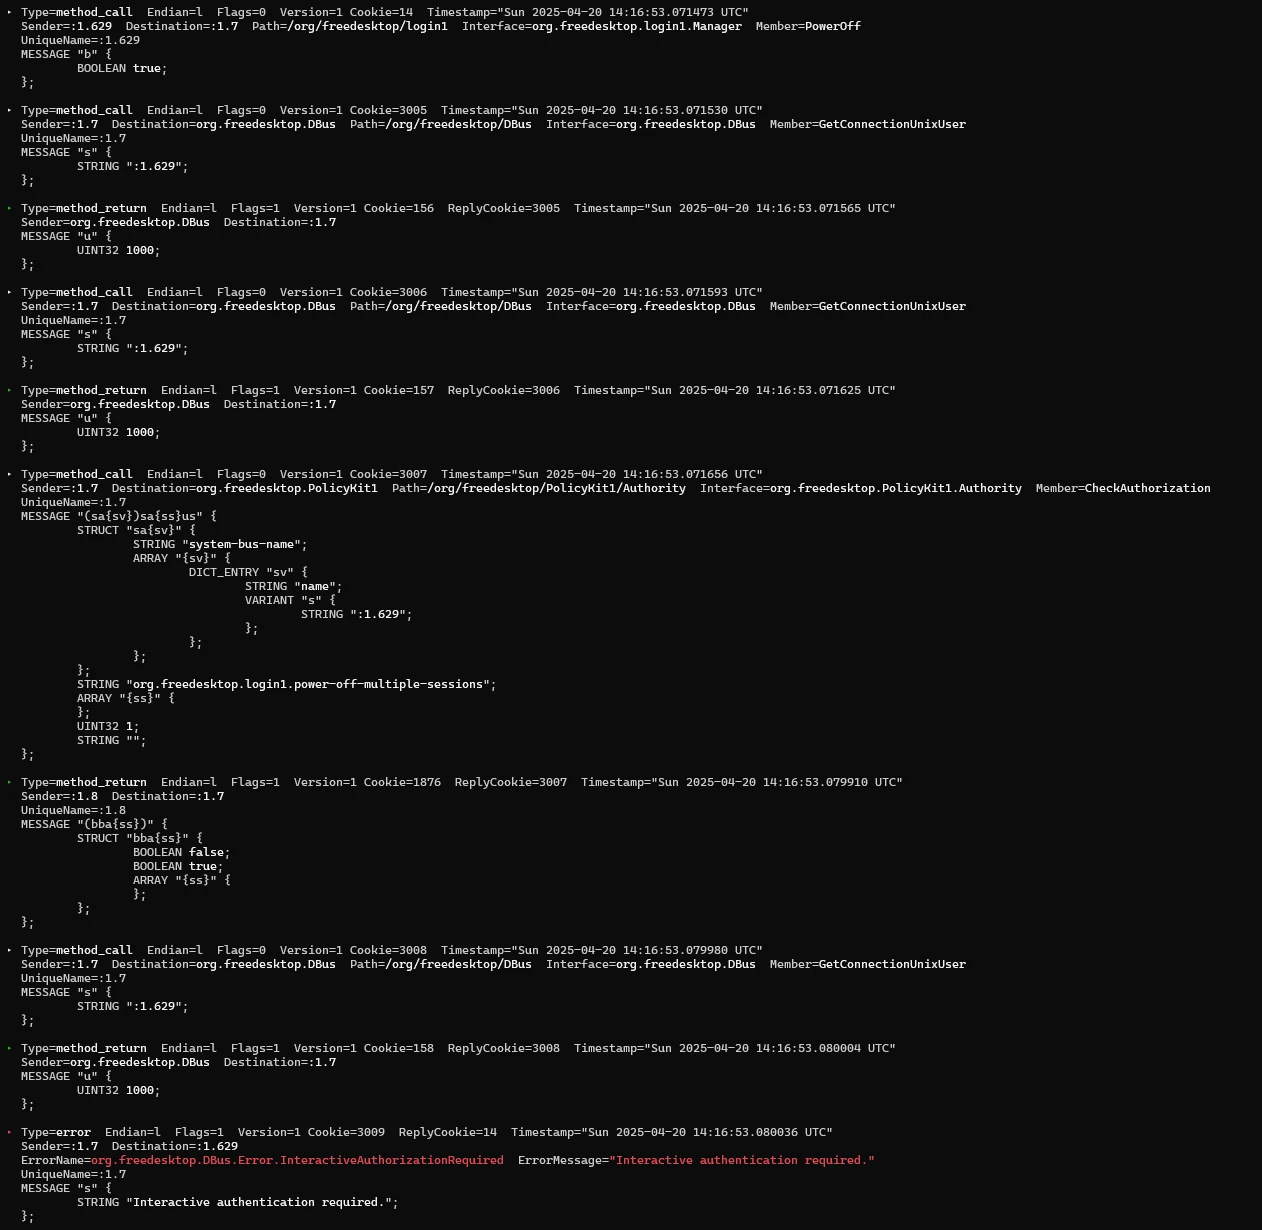 ▸ Type=method_call  Endian=l  Flags=0  Version=1 Cookie=14  Timestamp="Sun 2025-04-20 14:16:53.071473 UTC"
  Sender=:1.629  Destination=:1.7  Path=/org/freedesktop/login1  Interface=org.freedesktop.login1.Manager  Member=PowerOff
  UniqueName=:1.629
  MESSAGE "b" {
          BOOLEAN true;
  };

▸ Type=method_call  Endian=l  Flags=0  Version=1 Cookie=3005  Timestamp="Sun 2025-04-20 14:16:53.071530 UTC"
  Sender=:1.7  Destination=org.freedesktop.DBus  Path=/org/freedesktop/DBus  Interface=org.freedesktop.DBus  Member=GetConnectionUnixUser
  UniqueName=:1.7
  MESSAGE "s" {
          STRING ":1.629";
  };

▸ Type=method_return  Endian=l  Flags=1  Version=1 Cookie=156  ReplyCookie=3005  Timestamp="Sun 2025-04-20 14:16:53.071565 UTC"
  Sender=org.freedesktop.DBus  Destination=:1.7
  MESSAGE "u" {
          UINT32 1000;
  };

▸ Type=method_call  Endian=l  Flags=0  Version=1 Cookie=3006  Timestamp="Sun 2025-04-20 14:16:53.071593 UTC"
  Sender=:1.7  Destination=org.freedesktop.DBus  Path=/org/freedesktop/DBus  Interface=org.freedesktop.DBus  Member=GetConnectionUnixUser
  UniqueName=:1.7
  MESSAGE "s" {
          STRING ":1.629";
  };

▸ Type=method_return  Endian=l  Flags=1  Version=1 Cookie=157  ReplyCookie=3006  Timestamp="Sun 2025-04-20 14:16:53.071625 UTC"
  Sender=org.freedesktop.DBus  Destination=:1.7
  MESSAGE "u" {
          UINT32 1000;
  };

▸ Type=method_call  Endian=l  Flags=0  Version=1 Cookie=3007  Timestamp="Sun 2025-04-20 14:16:53.071656 UTC"
  Sender=:1.7  Destination=org.freedesktop.PolicyKit1  Path=/org/freedesktop/PolicyKit1/Authority  Interface=org.freedesktop.PolicyKit1.Authority  Member=CheckAuthorization
  UniqueName=:1.7
  MESSAGE "(sa{sv})sa{ss}us" {
          STRUCT "sa{sv}" {
                  STRING "system-bus-name";
                  ARRAY "{sv}" {
                          DICT_ENTRY "sv" {
                                  STRING "name";
                                  VARIANT "s" {
                                          STRING ":1.629";
                                  };
                          };
                  };
          };
          STRING "org.freedesktop.login1.power-off-multiple-sessions";
          ARRAY "{ss}" {
          };
          UINT32 1;
          STRING "";
  };

▸ Type=method_return  Endian=l  Flags=1  Version=1 Cookie=1876  ReplyCookie=3007  Timestamp="Sun 2025-04-20 14:16:53.079910 UTC"
  Sender=:1.8  Destination=:1.7
  UniqueName=:1.8
  MESSAGE "(bba{ss})" {
          STRUCT "bba{ss}" {
                  BOOLEAN false;
                  BOOLEAN true;
                  ARRAY "{ss}" {
                  };
          };
  };

▸ Type=method_call  Endian=l  Flags=0  Version=1 Cookie=3008  Timestamp="Sun 2025-04-20 14:16:53.079980 UTC"
  Sender=:1.7  Destination=org.freedesktop.DBus  Path=/org/freedesktop/DBus  Interface=org.freedesktop.DBus  Member=GetConnectionUnixUser
  UniqueName=:1.7
  MESSAGE "s" {
          STRING ":1.629";
  };

▸ Type=method_return  Endian=l  Flags=1  Version=1 Cookie=158  ReplyCookie=3008  Timestamp="Sun 2025-04-20 14:16:53.080004 UTC"
  Sender=org.freedesktop.DBus  Destination=:1.7
  MESSAGE "u" {
          UINT32 1000;
  };

▸ Type=error  Endian=l  Flags=1  Version=1 Cookie=3009  ReplyCookie=14  Timestamp="Sun 2025-04-20 14:16:53.080036 UTC"
  Sender=:1.7  Destination=:1.629
  ErrorName=org.freedesktop.DBus.Error.InteractiveAuthorizationRequired  ErrorMessage="Interactive authentication required."
  UniqueName=:1.7
  MESSAGE "s" {
          STRING "Interactive authentication required.";
  };